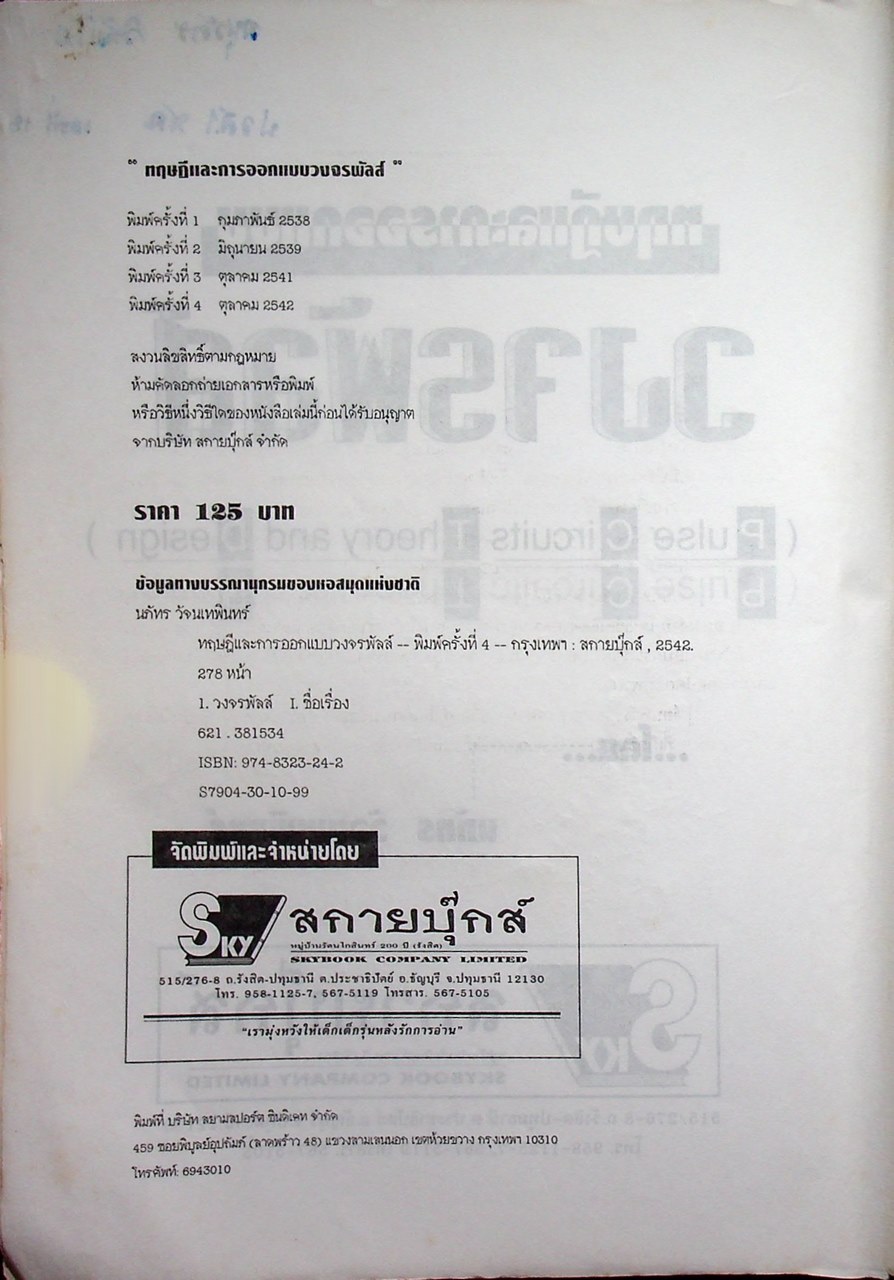 " ทฤษฎีและการออกแบบวงจรพัลส์ "
พิมพ์ครั้งที่ 1 กุมภาพันธ์ 2538
พิมพ์ครั้งที่ 2 มิถุนายน 2539
พิมพ์ครั้งที่ 3 ตุลาคม 2541
พิมพ์ครั้งที่ 4 ตุลาคม 2542
สงวนลิขสิทธิ์ตามกฎหมาย
ห้ามคัดลอกถ่ายเอกสารหรือพิมพ์
หรือวิธีหนึ่งวิธีใดของหนังสือเล่มนี้ก่อนได้รับอนุญาต
จากบริษัท สกายบุ๊กส์ จำกัด
ราคา 125 บาท
ข้อมูลทางบรรณานุกรมของหอสมุดแห่งชาติ
นภัทร วัจนเทพินทร์
ทฤษฎีและการออกแบบวงจรพัลส์ -- พิมพ์ครั้งที่ 4 -- กรุงเทพฯ : สกายบุ๊กส์ , 2542.
278 หน้า
1. วงจรพัลส์ I. ชื่อเรื่อง
621 . 381534
ISBN: 974-8323-24-2
S7904-30-10-99
จัดพิมพ์และจำหน่ายโดย
SKY สกายบุ๊กส์
หมู่บ้านรัตนโกสินทร์ 200 ปี (รังสิต)
SKYBOOK COMPANY LIMITED
515/276-8 ถ.รังสิต-ปทุมธานี ต.ประชาธิปัตย์ อ.ธัญบุรี จ.ปทุมธานี 12130
โทร. 958-1125-7, 567-5119 โทรสาร. 567-5105
"เรามุ่งหวังให้เด็กเด็กรุ่นหลังรักการอ่าน"
พิมพ์ที่ บริษัท สยามสปอร์ต ซินดิเคท จำกัด
459 ซอยพิบูลย์อุปถัมภ์ (ลาดพร้าว 48) แขวงสามเสนนอก เขตห้วยขวาง กรุงเทพฯ 10310
โทรศัพท์: 6943010